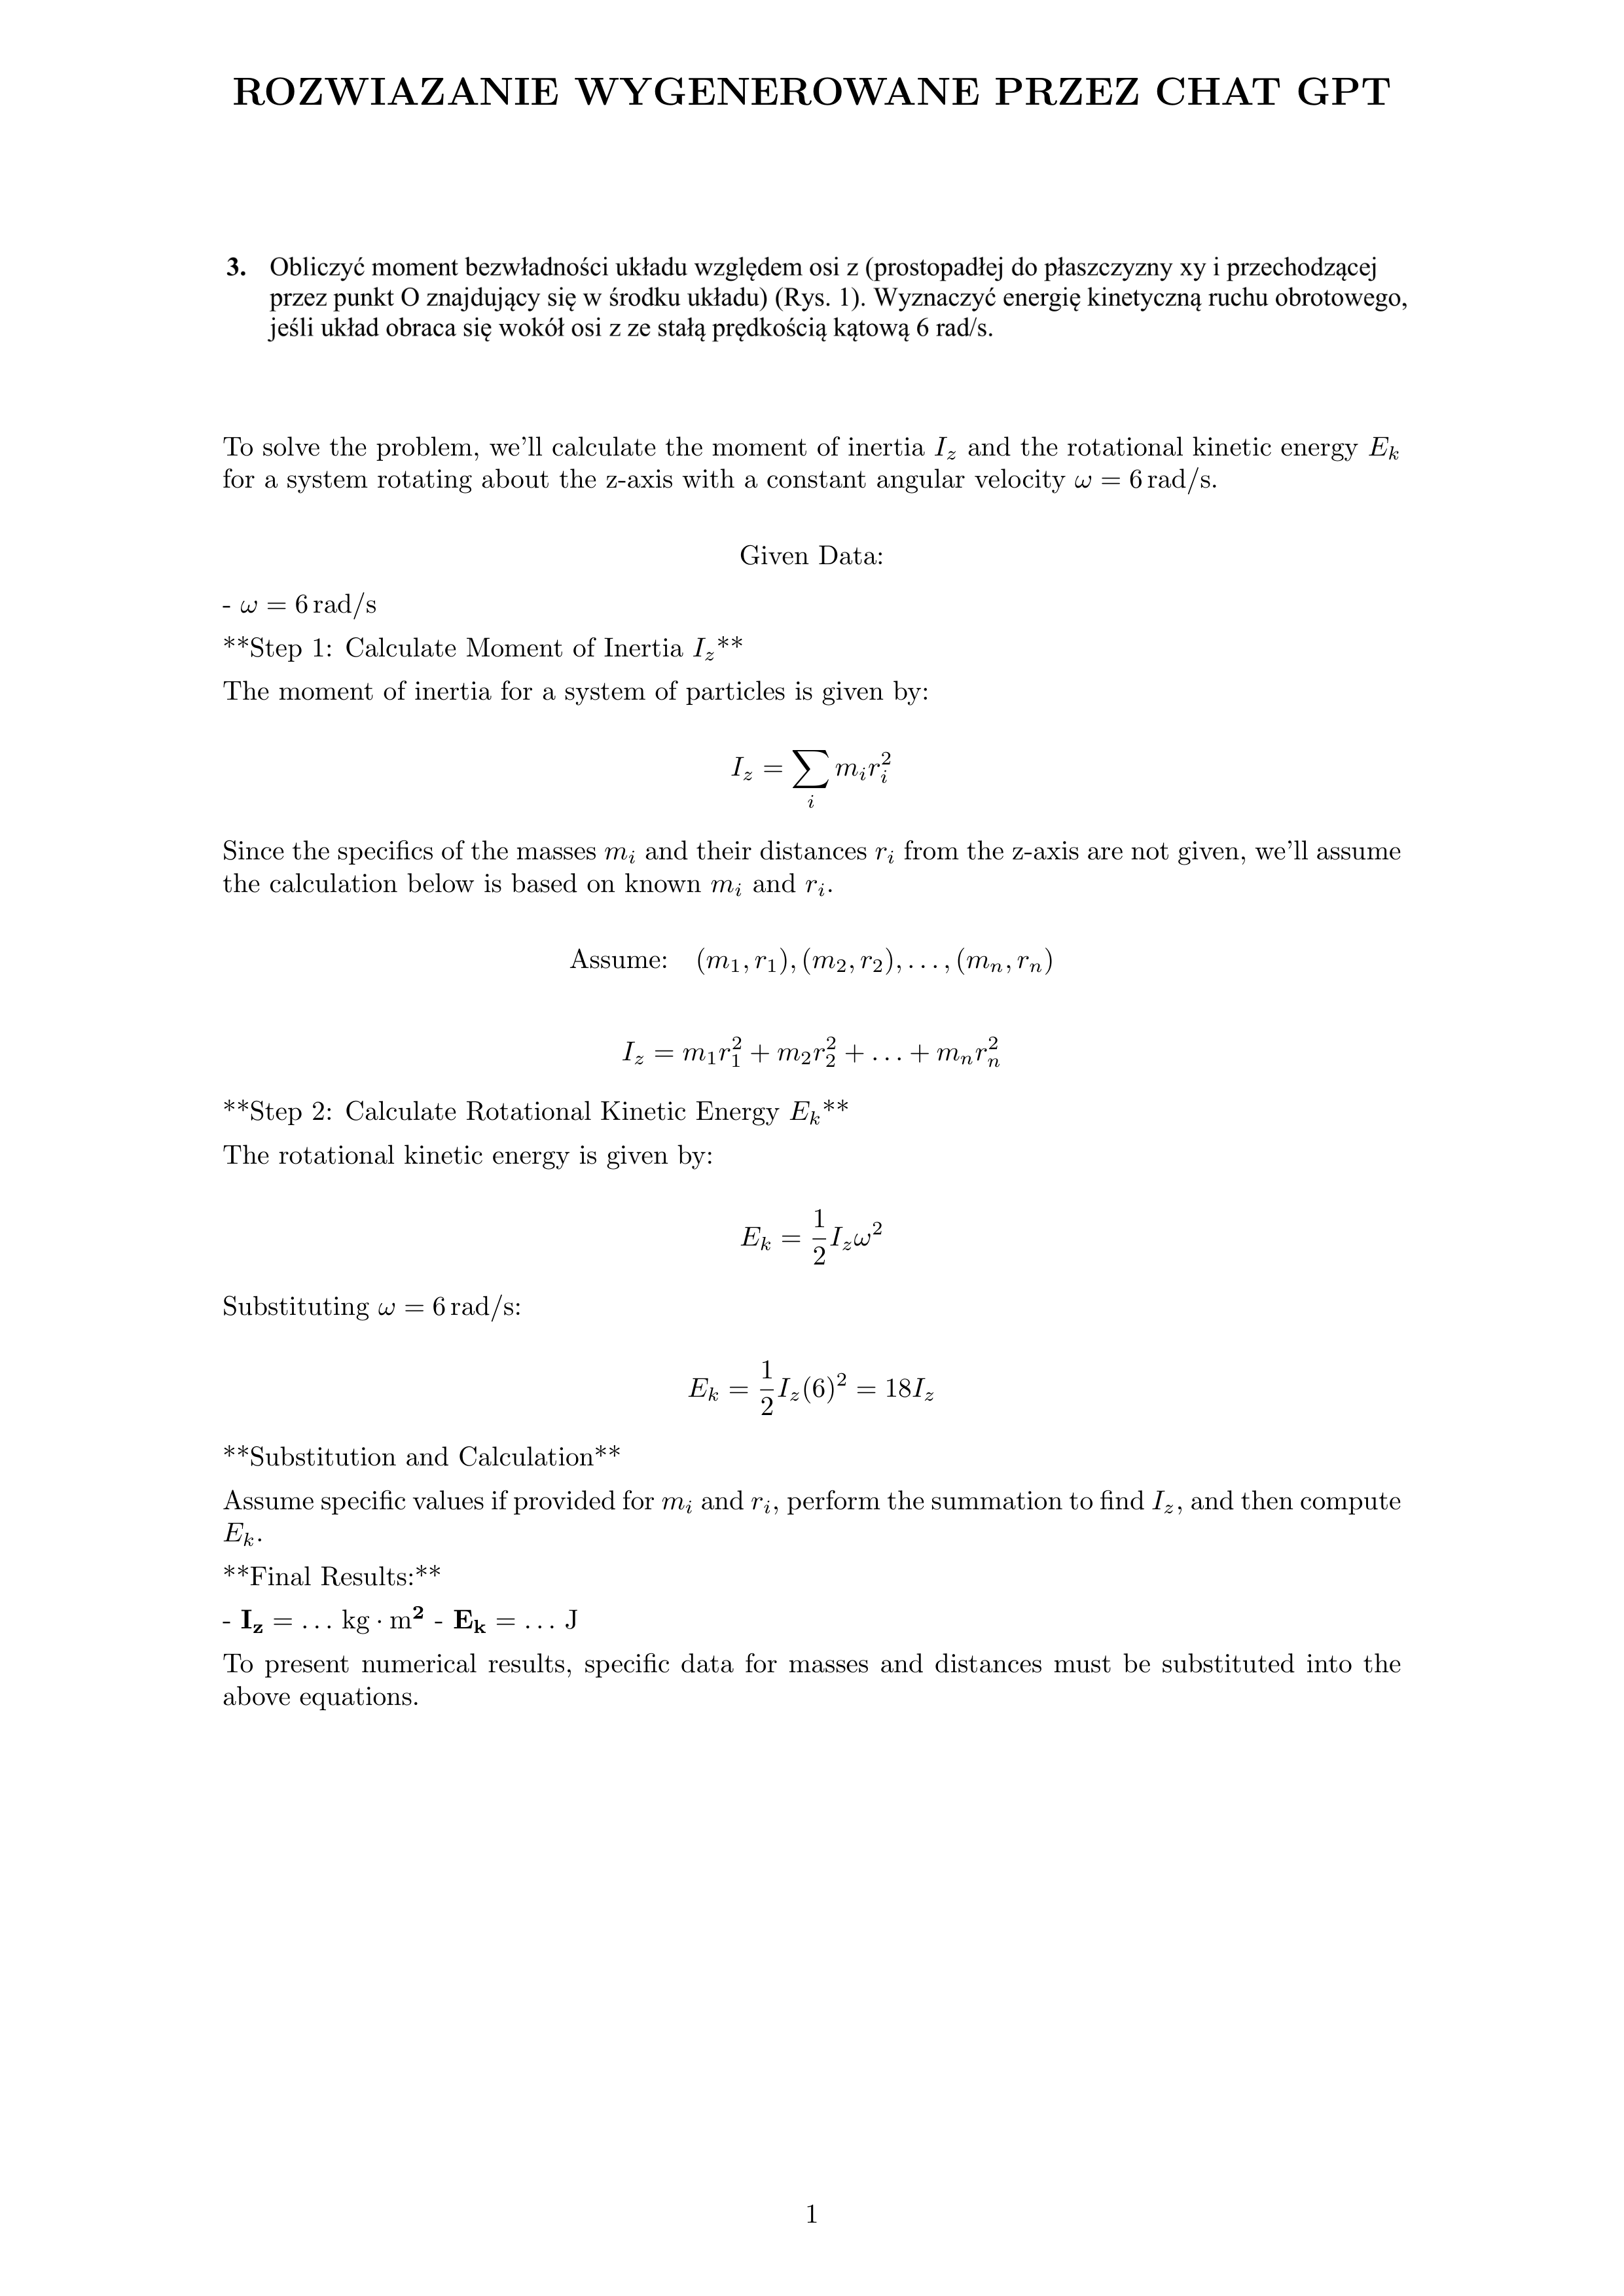 ROZWIAZANIE WYGENEROWANE PRZEZ CHAT GPT
3. Obliczyć moment bezwładności układu względem osi z (prostopadłej do płaszczyzny xy i przechodzącej
przez punkt O znajdujący się w środku układu) (Rys. 1). Wyznaczyć energię kinetyczną ruchu obrotowego,
jeśli układ obraca się wokół osi z ze stałą prędkością kątową 6 rad/s.
To solve the problem, we'll calculate the moment of inertia $I_z$ and the rotational kinetic energy $E_k$
for a system rotating about the z-axis with a constant angular velocity $\omega = 6\,\mathrm{rad/s}$.
Given Data:
- $\omega = 6\,\mathrm{rad/s}$
**Step 1: Calculate Moment of Inertia $I_z$**
The moment of inertia for a system of particles is given by:
$I_z = \sum_i m_i r_i^2$
Since the specifics of the masses $m_i$ and their distances $r_i$ from the z-axis are not given, we'll assume
the calculation below is based on known $m_i$ and $r_i$.
Assume: $(m_1, r_1), (m_2, r_2), \ldots, (m_n, r_n)$
$I_z = m_1 r_1^2 + m_2 r_2^2 + \ldots + m_n r_n^2$
**Step 2: Calculate Rotational Kinetic Energy $E_k$**
The rotational kinetic energy is given by:
$E_k = \frac{1}{2} I_z \omega^2$
Substituting $\omega = 6\,\mathrm{rad/s}$:
$E_k = \frac{1}{2} I_z (6)^2 = 18 I_z$
**Substitution and Calculation**
Assume specific values if provided for $m_i$ and $r_i$, perform the summation to find $I_z$, and then compute
$E_k$.
**Final Results:**
- $\mathbf{I_z} = \ldots\ \mathrm{kg \cdot m^{\mathbf{2}}}$ - $\mathbf{E_k} = \ldots\ \mathrm{J}$
To present numerical results, specific data for masses and distances must be substituted into the
above equations.
1